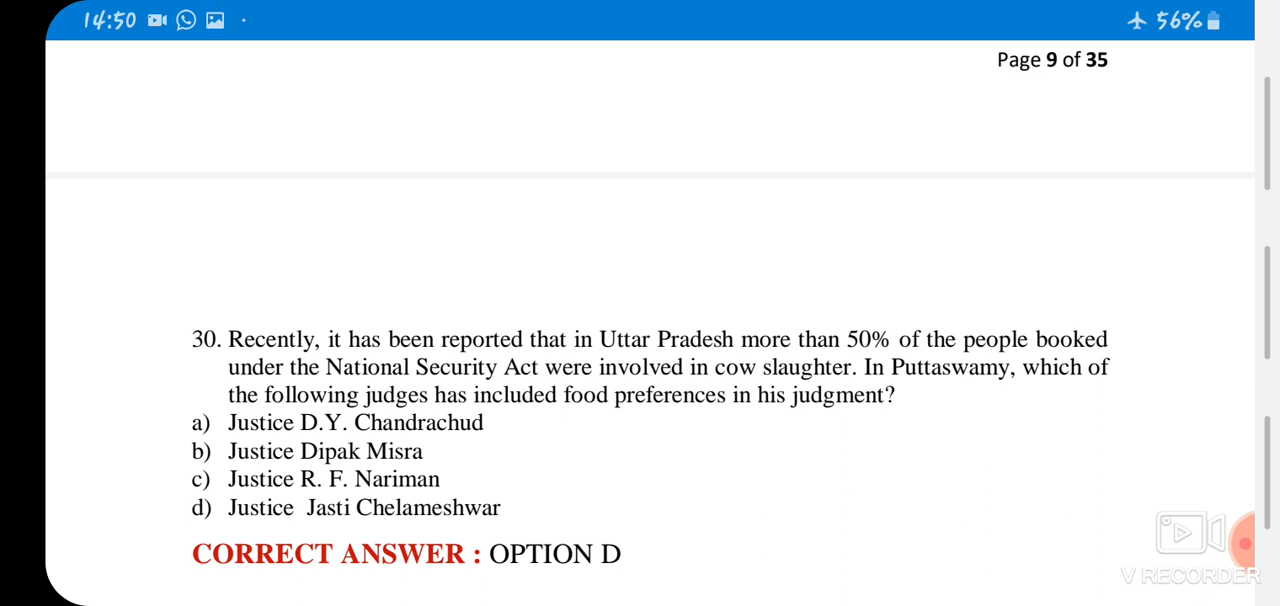 14:50
56%
Page 9 of 35
30. Recently, it has been reported that in Uttar Pradesh more than 50% of the people booked
under the National Security Act were involved in cow slaughter. In Puttaswamy, which of
the following judges has included food preferences in his judgment?
a) Justice D.Y. Chandrachud
b) Justice Dipak Misra
c) Justice R. F. Nariman
d) Justice Jasti Chelameshwar
CORRECT ANSWER : OPTION D
V RECORDER